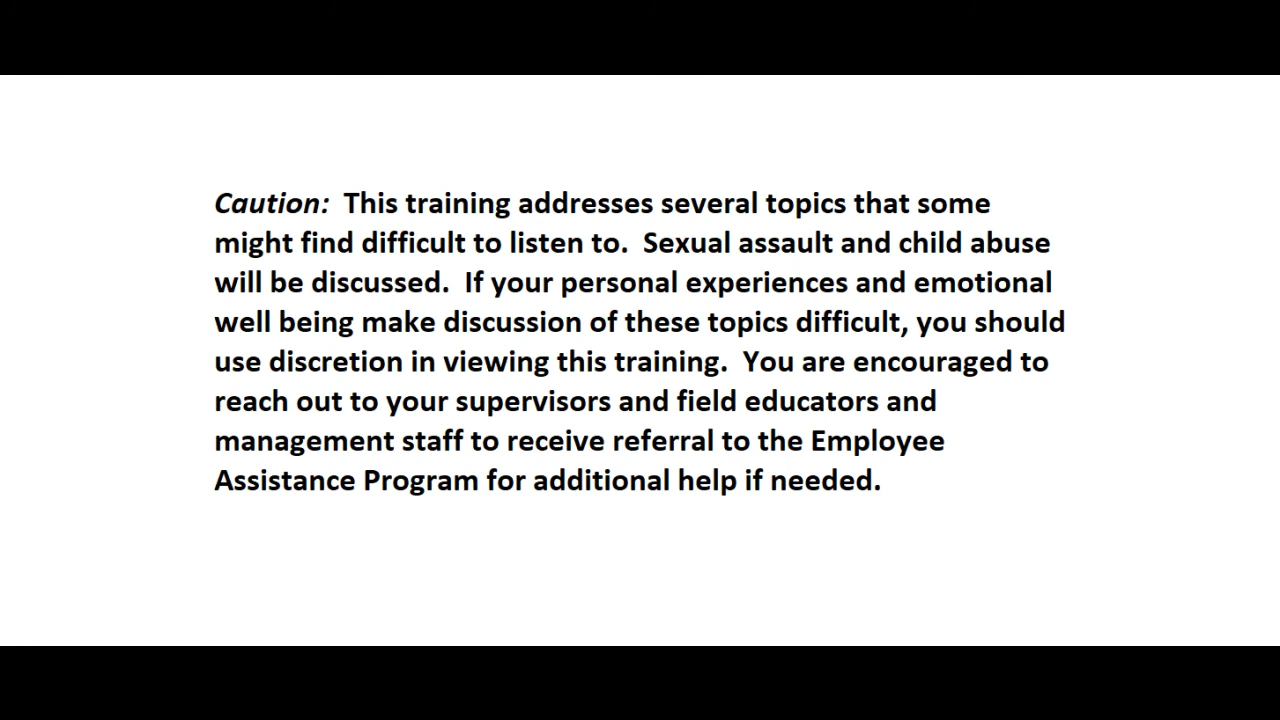 Caution:  This training addresses several topics that some
might find difficult to listen to.  Sexual assault and child abuse
will be discussed.  If your personal experiences and emotional
well being make discussion of these topics difficult, you should
use discretion in viewing this training.  You are encouraged to
reach out to your supervisors and field educators and
management staff to receive referral to the Employee
Assistance Program for additional help if needed.